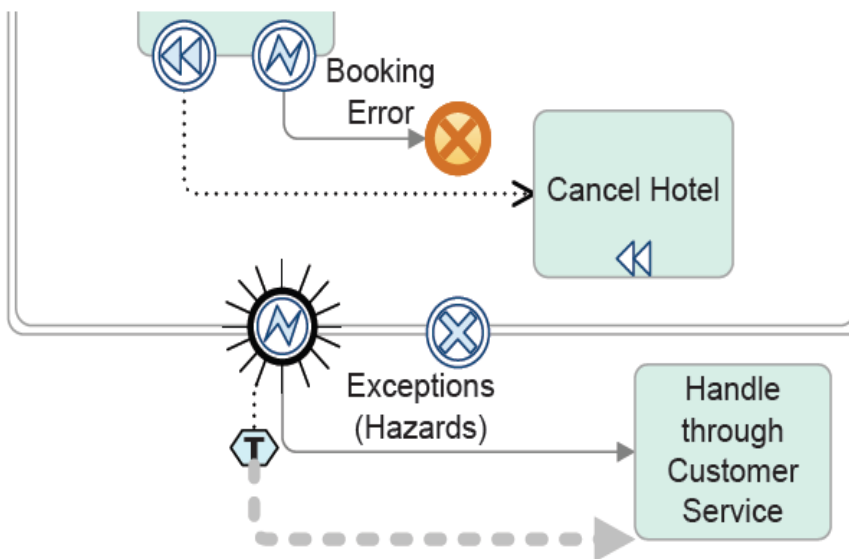 Booking
Error
Cancel Hotel
Exceptions
(Hazards)
T
Handle
through
Customer
Service